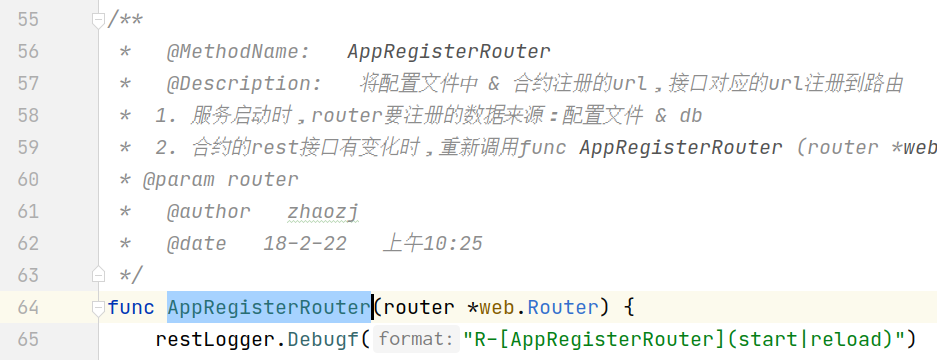 55 /**
56 * @MethodName: AppRegisterRouter
57 * @Description: 将配置文件中 & 合约注册的url，接口对应的url注册到路由
58 * 1. 服务启动时，router要注册的数据来源：配置文件 & db
59 * 2. 合约的rest接口有变化时，重新调用func AppRegisterRouter (router *web
60 * @param router
61 * @author zhaozj
62 * @date 18-2-22 上午10:25
63 */
64 func AppRegisterRouter(router *web.Router) {
65 restLogger.Debugf( format: "R-[AppRegisterRouter](start|reload)")